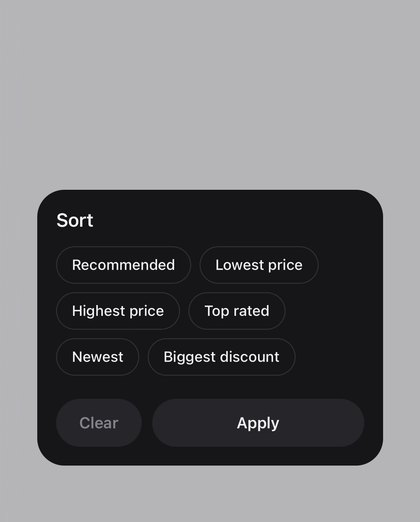 Sort
Recommended Lowest price
Highest price Top rated
Newest Biggest discount
Clear Apply